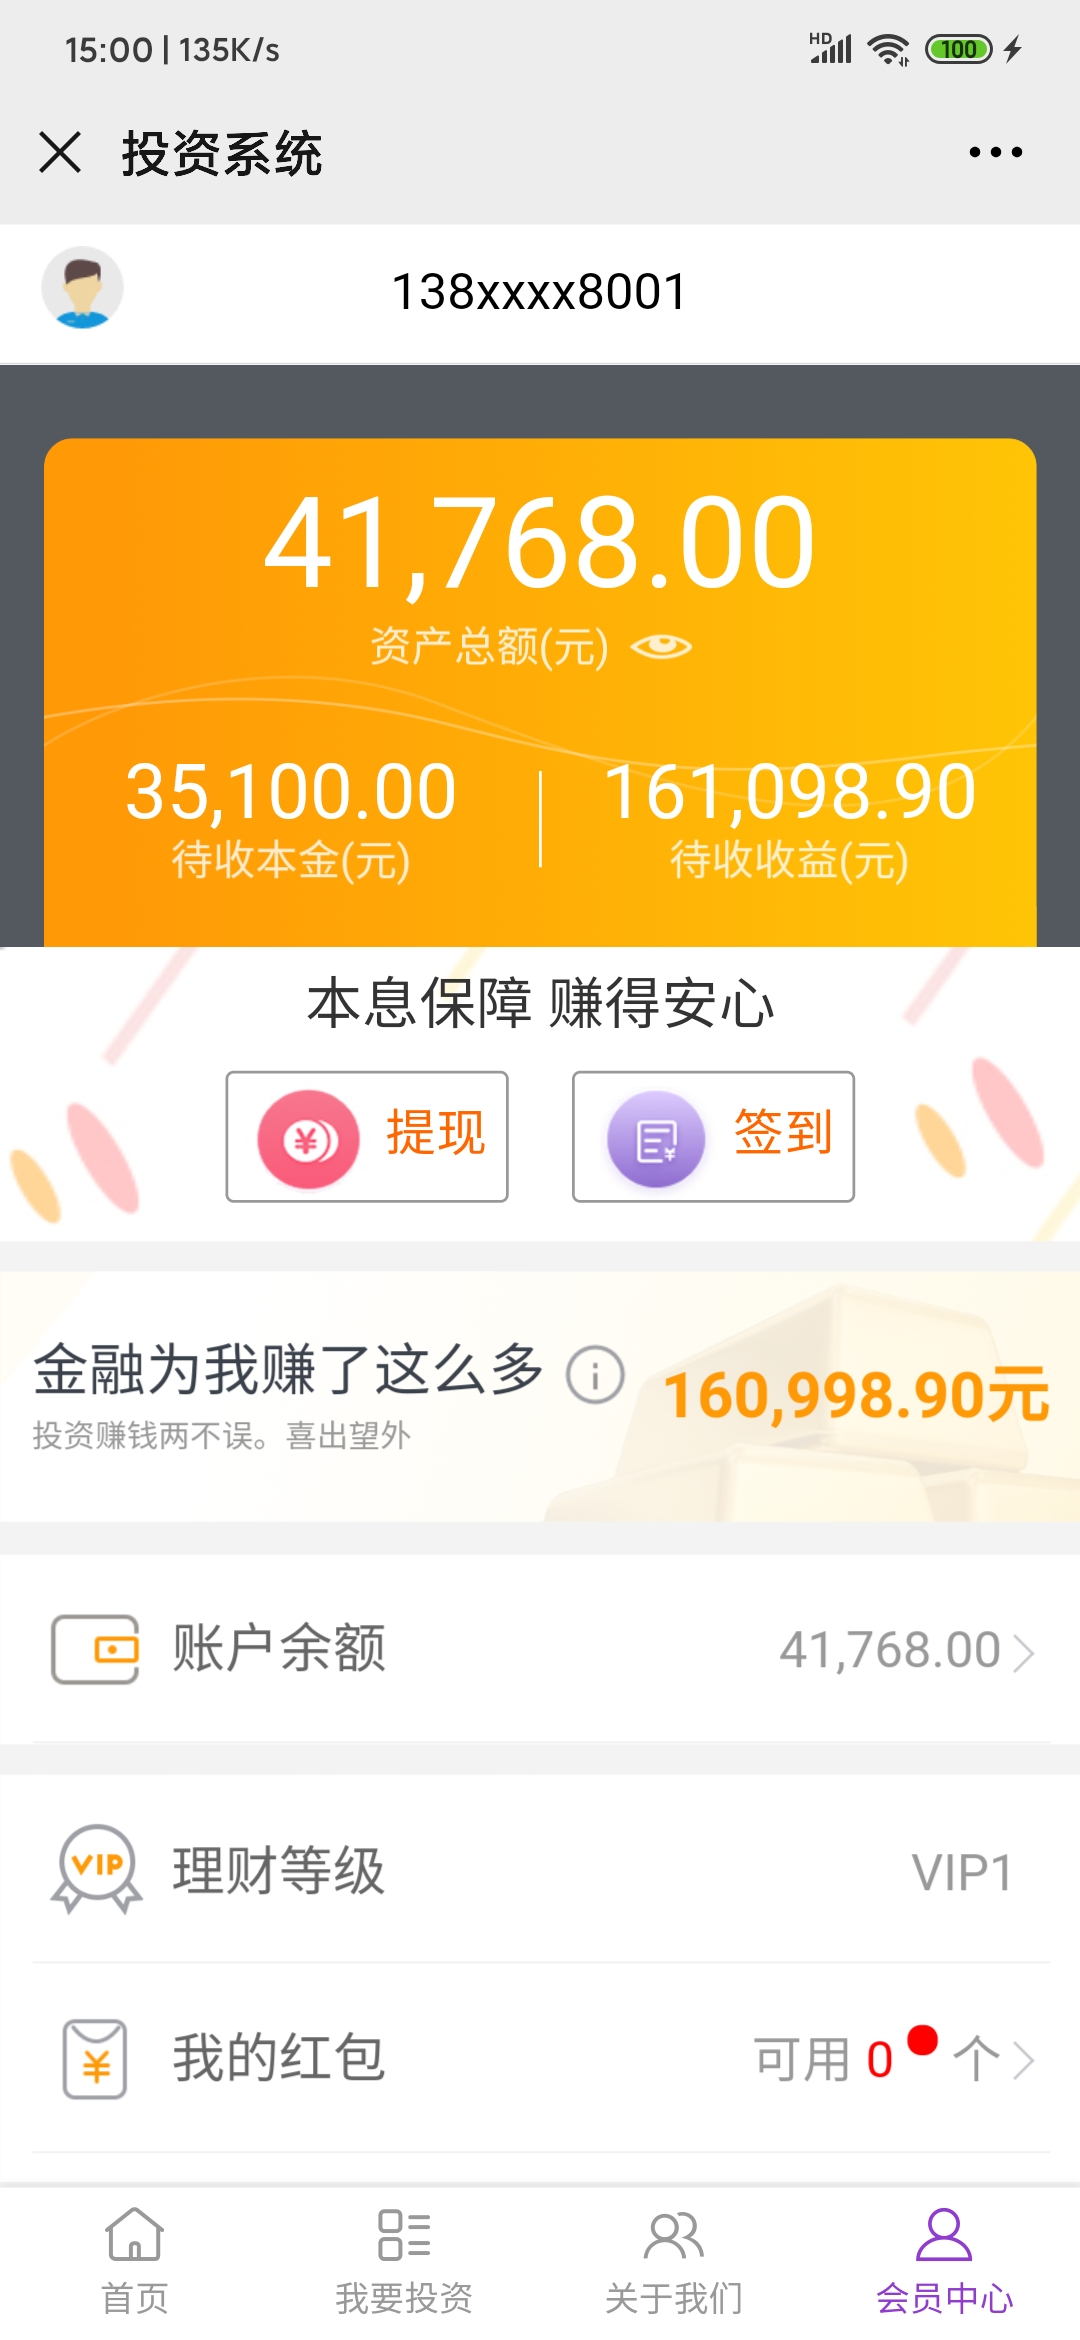 15:00 | 135K/s
HD
100
投资系统
138xxxx8001
41,768.00
资产总额(元)
35,100.00
161,098.90
待收本金(元)
待收收益(元)
本息保障 赚得安心
提现
签到
金融为我赚了这么多
160,998.90元
投资赚钱两不误。喜出望外
账户余额
41,768.00
VIP
理财等级
VIP1
我的红包
可用 0 个
首页
我要投资
关于我们
会员中心